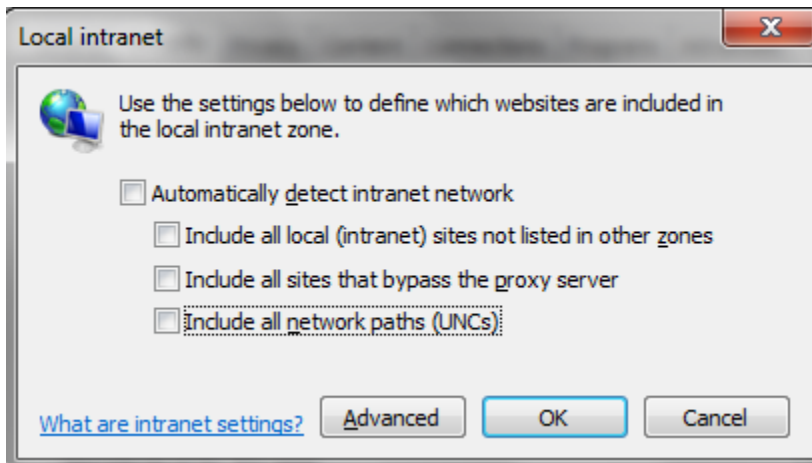 Local intranet
Use the settings below to define which websites are included in
the local intranet zone.
Automatically detect intranet network
Include all local (intranet) sites not listed in other zones
Include all sites that bypass the proxy server
Include all network paths (UNCs)
What are intranet settings? Advanced OK Cancel